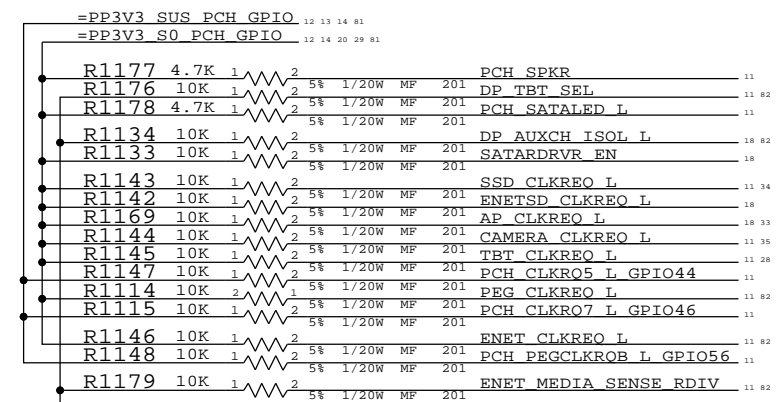 =PP3V3_SUS_PCH_GPIO 12 13 14 81
=PP3V3_S0_PCH_GPIO 12 14 20 29 81
R1177 4.7K 1 2 5% 1/20W MF 201 PCH_SPKR 11
R1176 10K 1 2 5% 1/20W MF 201 DP_TBT_SEL 11 82
R1178 4.7K 1 2 5% 1/20W MF 201 PCH_SATALED_L 11
R1134 10K 1 2 5% 1/20W MF 201 DP_AUXCH_ISOL_L 18 82
R1133 10K 1 2 5% 1/20W MF 201 SATARDRVR_EN 18
R1143 10K 1 2 5% 1/20W MF 201 SSD_CLKREQ_L 11 34
R1142 10K 1 2 5% 1/20W MF 201 ENETSD_CLKREQ_L 18
R1169 10K 1 2 5% 1/20W MF 201 AP_CLKREQ_L 18 33
R1144 10K 1 2 5% 1/20W MF 201 CAMERA_CLKREQ_L 11 35
R1145 10K 1 2 5% 1/20W MF 201 TBT_CLKREQ_L 11 28
R1147 10K 1 2 5% 1/20W MF 201 PCH_CLKRQ5_L_GPIO44 11
R1114 10K 2 1 5% 1/20W MF 201 PEG_CLKREQ_L 11 82
R1115 10K 1 2 5% 1/20W MF 201 PCH_CLKRQ7_L_GPIO46 11
R1146 10K 1 2 5% 1/20W MF 201 ENET_CLKREQ_L 11 82
R1148 10K 1 2 5% 1/20W MF 201 PCH_PEGCLKRQB_L_GPIO56 11
R1179 10K 1 2 5% 1/20W MF 201 ENET_MEDIA_SENSE_RDIV 11 82